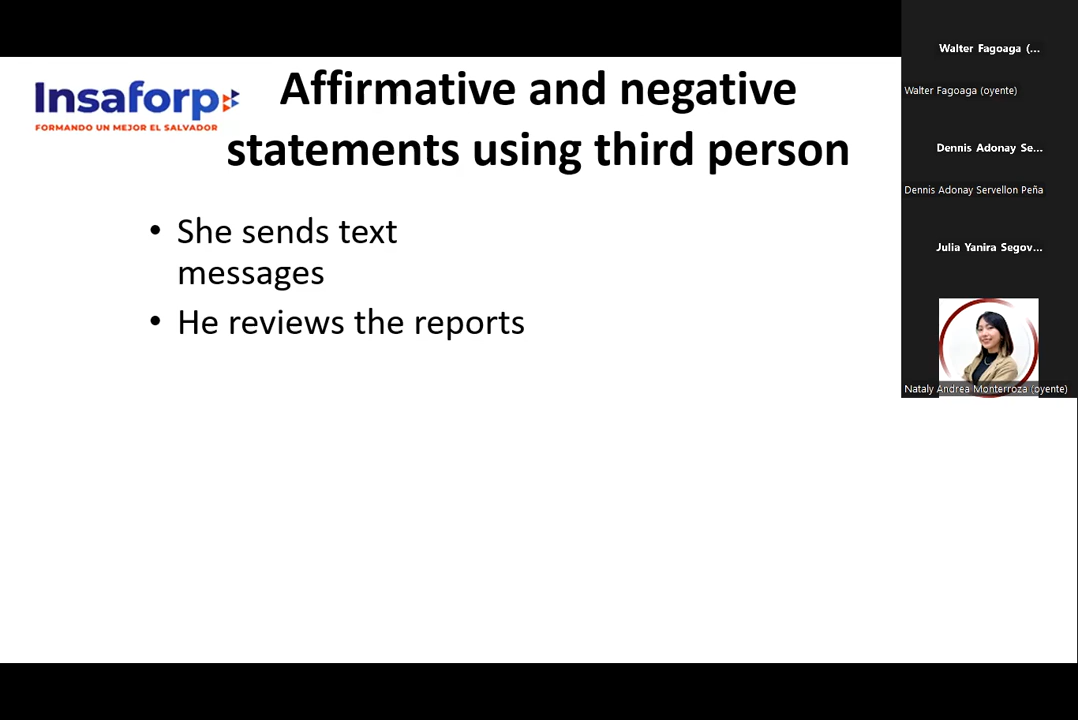 Insaforp
FORMANDO UN MEJOR EL SALVADOR
Affirmative and negative
statements using third person
• She sends text
messages
• He reviews the reports
Walter Fagoaga (...
Walter Fagoaga (oyente)
Dennis Adonay Se...
Dennis Adonay Servellon Peña
Julia Yanira Segov...
Nataly Andrea Monterroza (oyente)